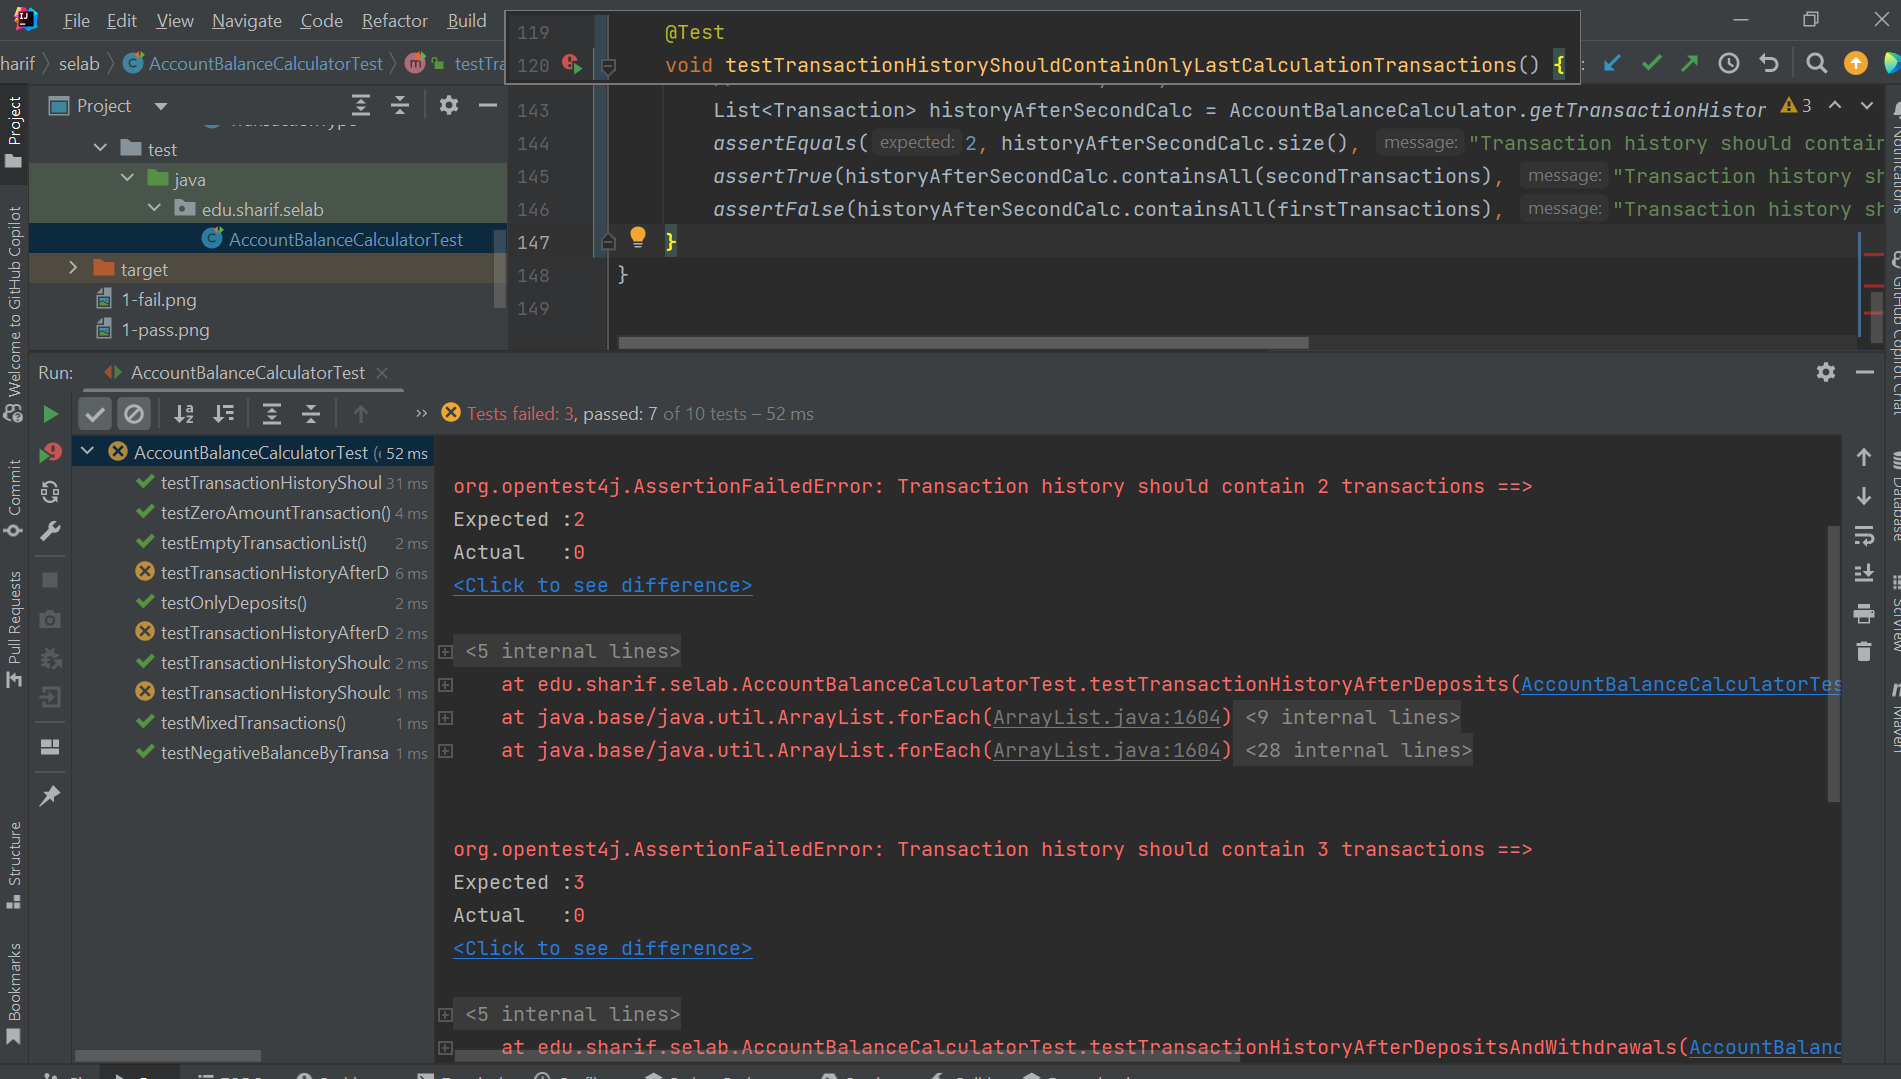 File Edit View Navigate Code Refactor Build
harif selab AccountBalanceCalculatorTest testTra
119 @Test
120 void testTransactionHistoryShouldContainOnlyLastCalculationTransactions() {
143 List<Transaction> historyAfterSecondCalc = AccountBalanceCalculator.getTransactionHistor 3
144 assertEquals( expected: 2, historyAfterSecondCalc.size(), message: "Transaction history should contain
145 assertTrue(historyAfterSecondCalc.containsAll(secondTransactions), message: "Transaction history sh
146 assertFalse(historyAfterSecondCalc.containsAll(firstTransactions), message: "Transaction history sh
147 }
148 }
149
Project
test
java
edu.sharif.selab
AccountBalanceCalculatorTest
target
1-fail.png
1-pass.png
Project
Welcome to GitHub Copilot
Commit
Pull Requests
Structure
Bookmarks
Run: AccountBalanceCalculatorTest
Tests failed: 3, passed: 7 of 10 tests – 52 ms
AccountBalanceCalculatorTest ( 52 ms
testTransactionHistoryShoul 31 ms
testZeroAmountTransaction() 4 ms
testEmptyTransactionList() 2 ms
testTransactionHistoryAfterD 6 ms
testOnlyDeposits() 2 ms
testTransactionHistoryAfterD 2 ms
testTransactionHistoryShould 2 ms
testTransactionHistoryShould 1 ms
testMixedTransactions() 1 ms
testNegativeBalanceByTransa 1 ms
org.opentest4j.AssertionFailedError: Transaction history should contain 2 transactions ==>
Expected :2
Actual :0
<Click to see difference>
<5 internal lines>
at edu.sharif.selab.AccountBalanceCalculatorTest.testTransactionHistoryAfterDeposits(AccountBalanceCalculatorTes
at java.base/java.util.ArrayList.forEach(ArrayList.java:1604) <9 internal lines>
at java.base/java.util.ArrayList.forEach(ArrayList.java:1604) <28 internal lines>
org.opentest4j.AssertionFailedError: Transaction history should contain 3 transactions ==>
Expected :3
Actual :0
<Click to see difference>
<5 internal lines>
at edu.sharif.selab.AccountBalanceCalculatorTest.testTransactionHistoryAfterDepositsAndWithdrawals(AccountBalanc
Notifications
GitHub Copilot Chat
Database
SciView
Maven